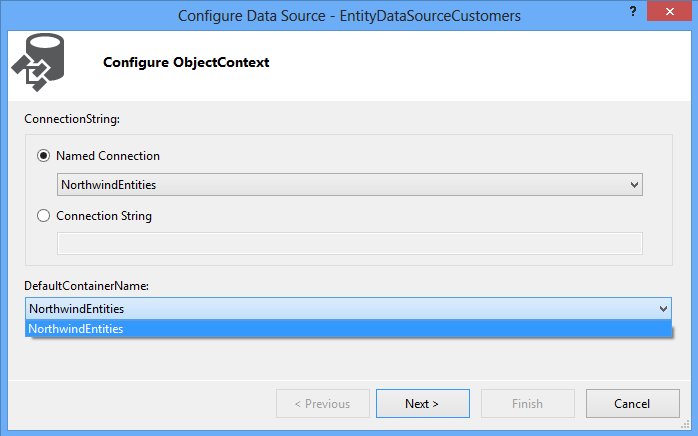 Configure Data Source - EntityDataSourceCustomers
?
Configure ObjectContext
ConnectionString:
Named Connection
NorthwindEntities
Connection String
DefaultContainerName:
NorthwindEntities
NorthwindEntities
< Previous Next > Finish Cancel